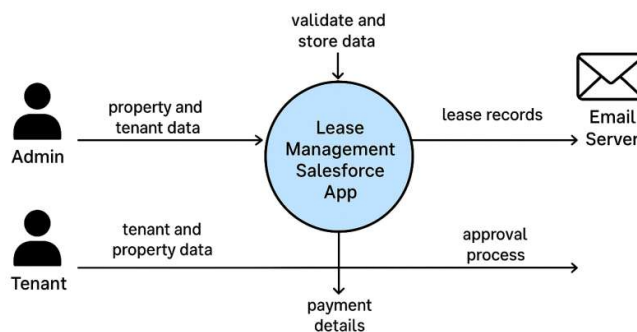 validate and
store data
property and
tenant data
Admin
Lease
Management
Salesforce
App
lease records
Email
Server
tenant and
property data
Tenant
approval
process
payment
details